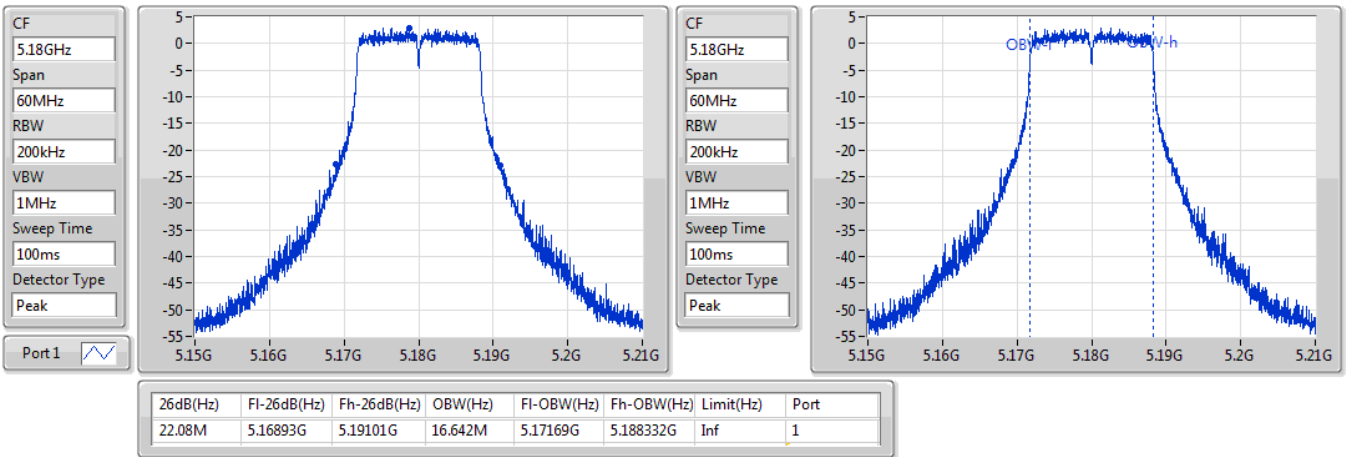 CF
5.18GHz
Span
60MHz
RBW
200kHz
VBW
1MHz
Sweep Time
100ms
Detector Type
Peak
Port 1
5
0
-5
-10
-15
-20
-25
-30
-35
-40
-45
-50
-55
5.15G 5.16G 5.17G 5.18G 5.19G 5.2G 5.21G
CF
5.18GHz
Span
60MHz
RBW
200kHz
VBW
1MHz
Sweep Time
100ms
Detector Type
Peak
5
0
-5
-10
-15
-20
-25
-30
-35
-40
-45
-50
-55
OBW-h
5.15G 5.16G 5.17G 5.18G 5.19G 5.2G 5.21G
26dB(Hz) Fl-26dB(Hz) Fh-26dB(Hz) OBW(Hz) Fl-OBW(Hz) Fh-OBW(Hz) Limit(Hz) Port
22.08M 5.16893G 5.19101G 16.642M 5.17169G 5.188332G Inf 1